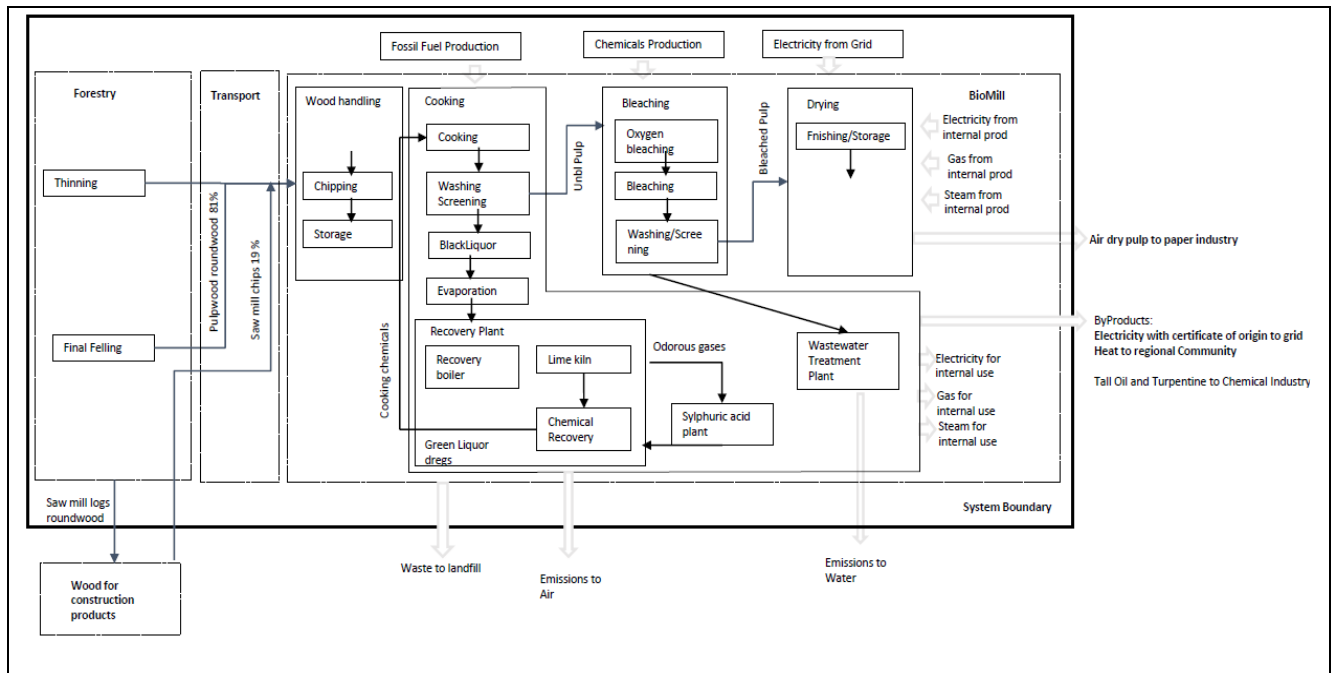 Fossil Fuel Production
Chemicals Production
Electricity from Grid
Forestry
Transport
Wood handling
Cooking
Bleaching
Drying
BioMill
Thinning
Final Felling
Pulpwood roundwood 81%
Saw mill chips 19 %
Chipping
Storage
Cooking
Washing
Screening
BlackLiquor
Evaporation
Cooking chemicals
Recovery Plant
Recovery
boiler
Lime kiln
Chemical
Recovery
Green Liquor
dregs
Odorous gases
Sylphuric acid
plant
Unbl Pulp
Oxygen
bleaching
Bleaching
Washing/Scree
ning
Bleached Pulp
Fnishing/Storage
Electricity from
internal prod
Gas from
internal prod
Steam from
internal prod
Wastewater
Treatment
Plant
Electricity for
internal use
Gas for
internal use
Steam for
internal use
Air dry pulp to paper industry
ByProducts:
Electricity with certificate of origin to grid
Heat to regional Community
Tall Oil and Turpentine to Chemical Industry
System Boundary
Saw mill logs
roundwood
Wood for
construction
products
Waste to landfill
Emissions to
Air
Emissions to
Water